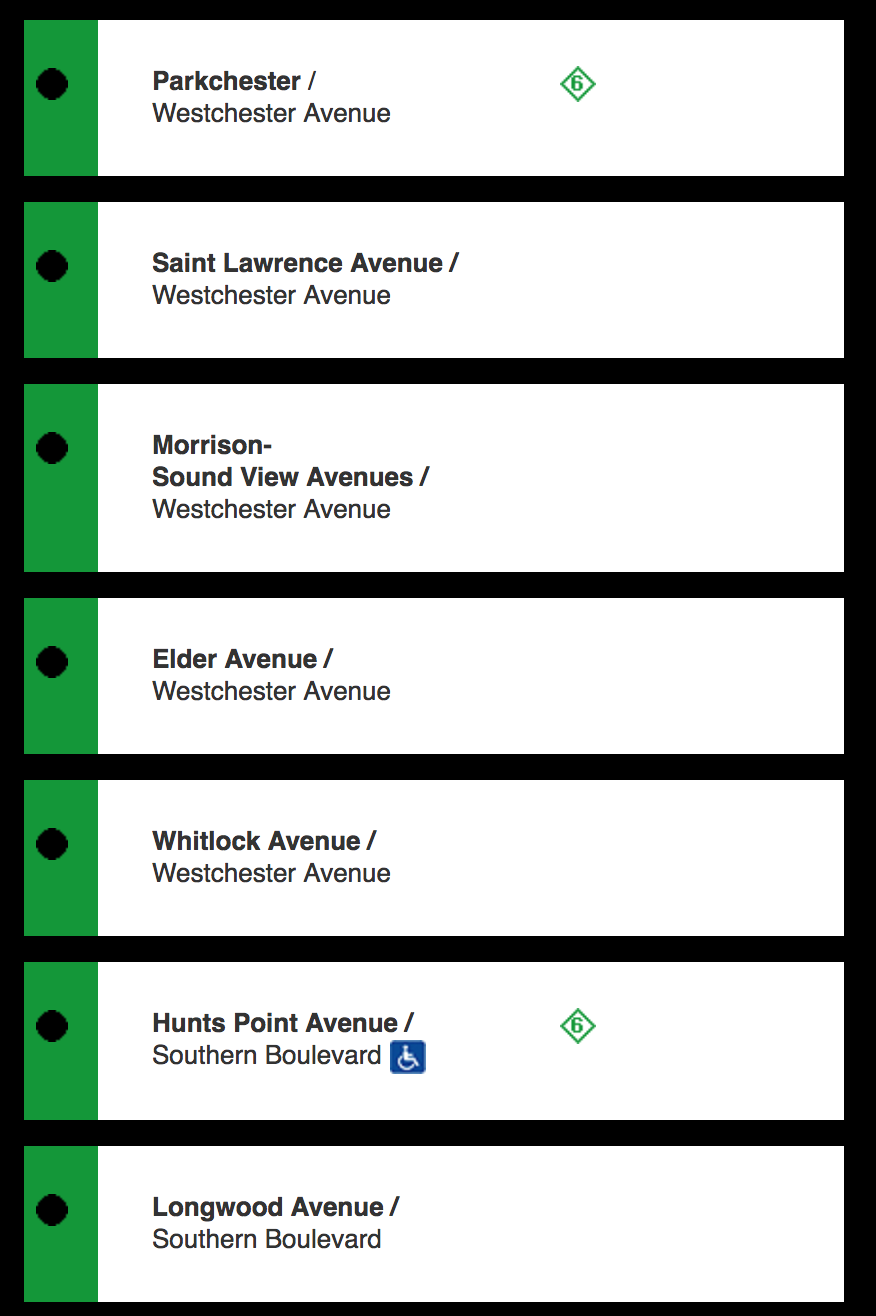 Parkchester / 6
Westchester Avenue
Saint Lawrence Avenue /
Westchester Avenue
Morrison-
Sound View Avenues /
Westchester Avenue
Elder Avenue /
Westchester Avenue
Whitlock Avenue /
Westchester Avenue
Hunts Point Avenue / 6
Southern Boulevard
Longwood Avenue /
Southern Boulevard